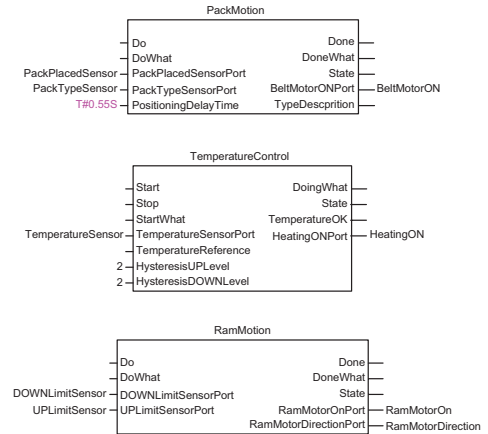 PackMotion
Do Done
DoWhat DoneWhat
PackPlacedSensor PackPlacedSensorPort State
PackTypeSensor PackTypeSensorPort BeltMotorONPort BeltMotorON
T#0.55S PositioningDelayTime TypeDescprition
TemperatureControl
Start DoingWhat
Stop State
StartWhat TemperatureOK
TemperatureSensor TemperatureSensorPort HeatingONPort HeatingON
TemperatureReference
2 HysteresisUPLevel
2 HysteresisDOWNLevel
RamMotion
Do Done
DoWhat DoneWhat
DOWNLimitSensor DOWNLimitSensorPort State
UPLimitSensor UPLimitSensorPort RamMotorOnPort RamMotorOn
RamMotorDirectionPort RamMotorDirection